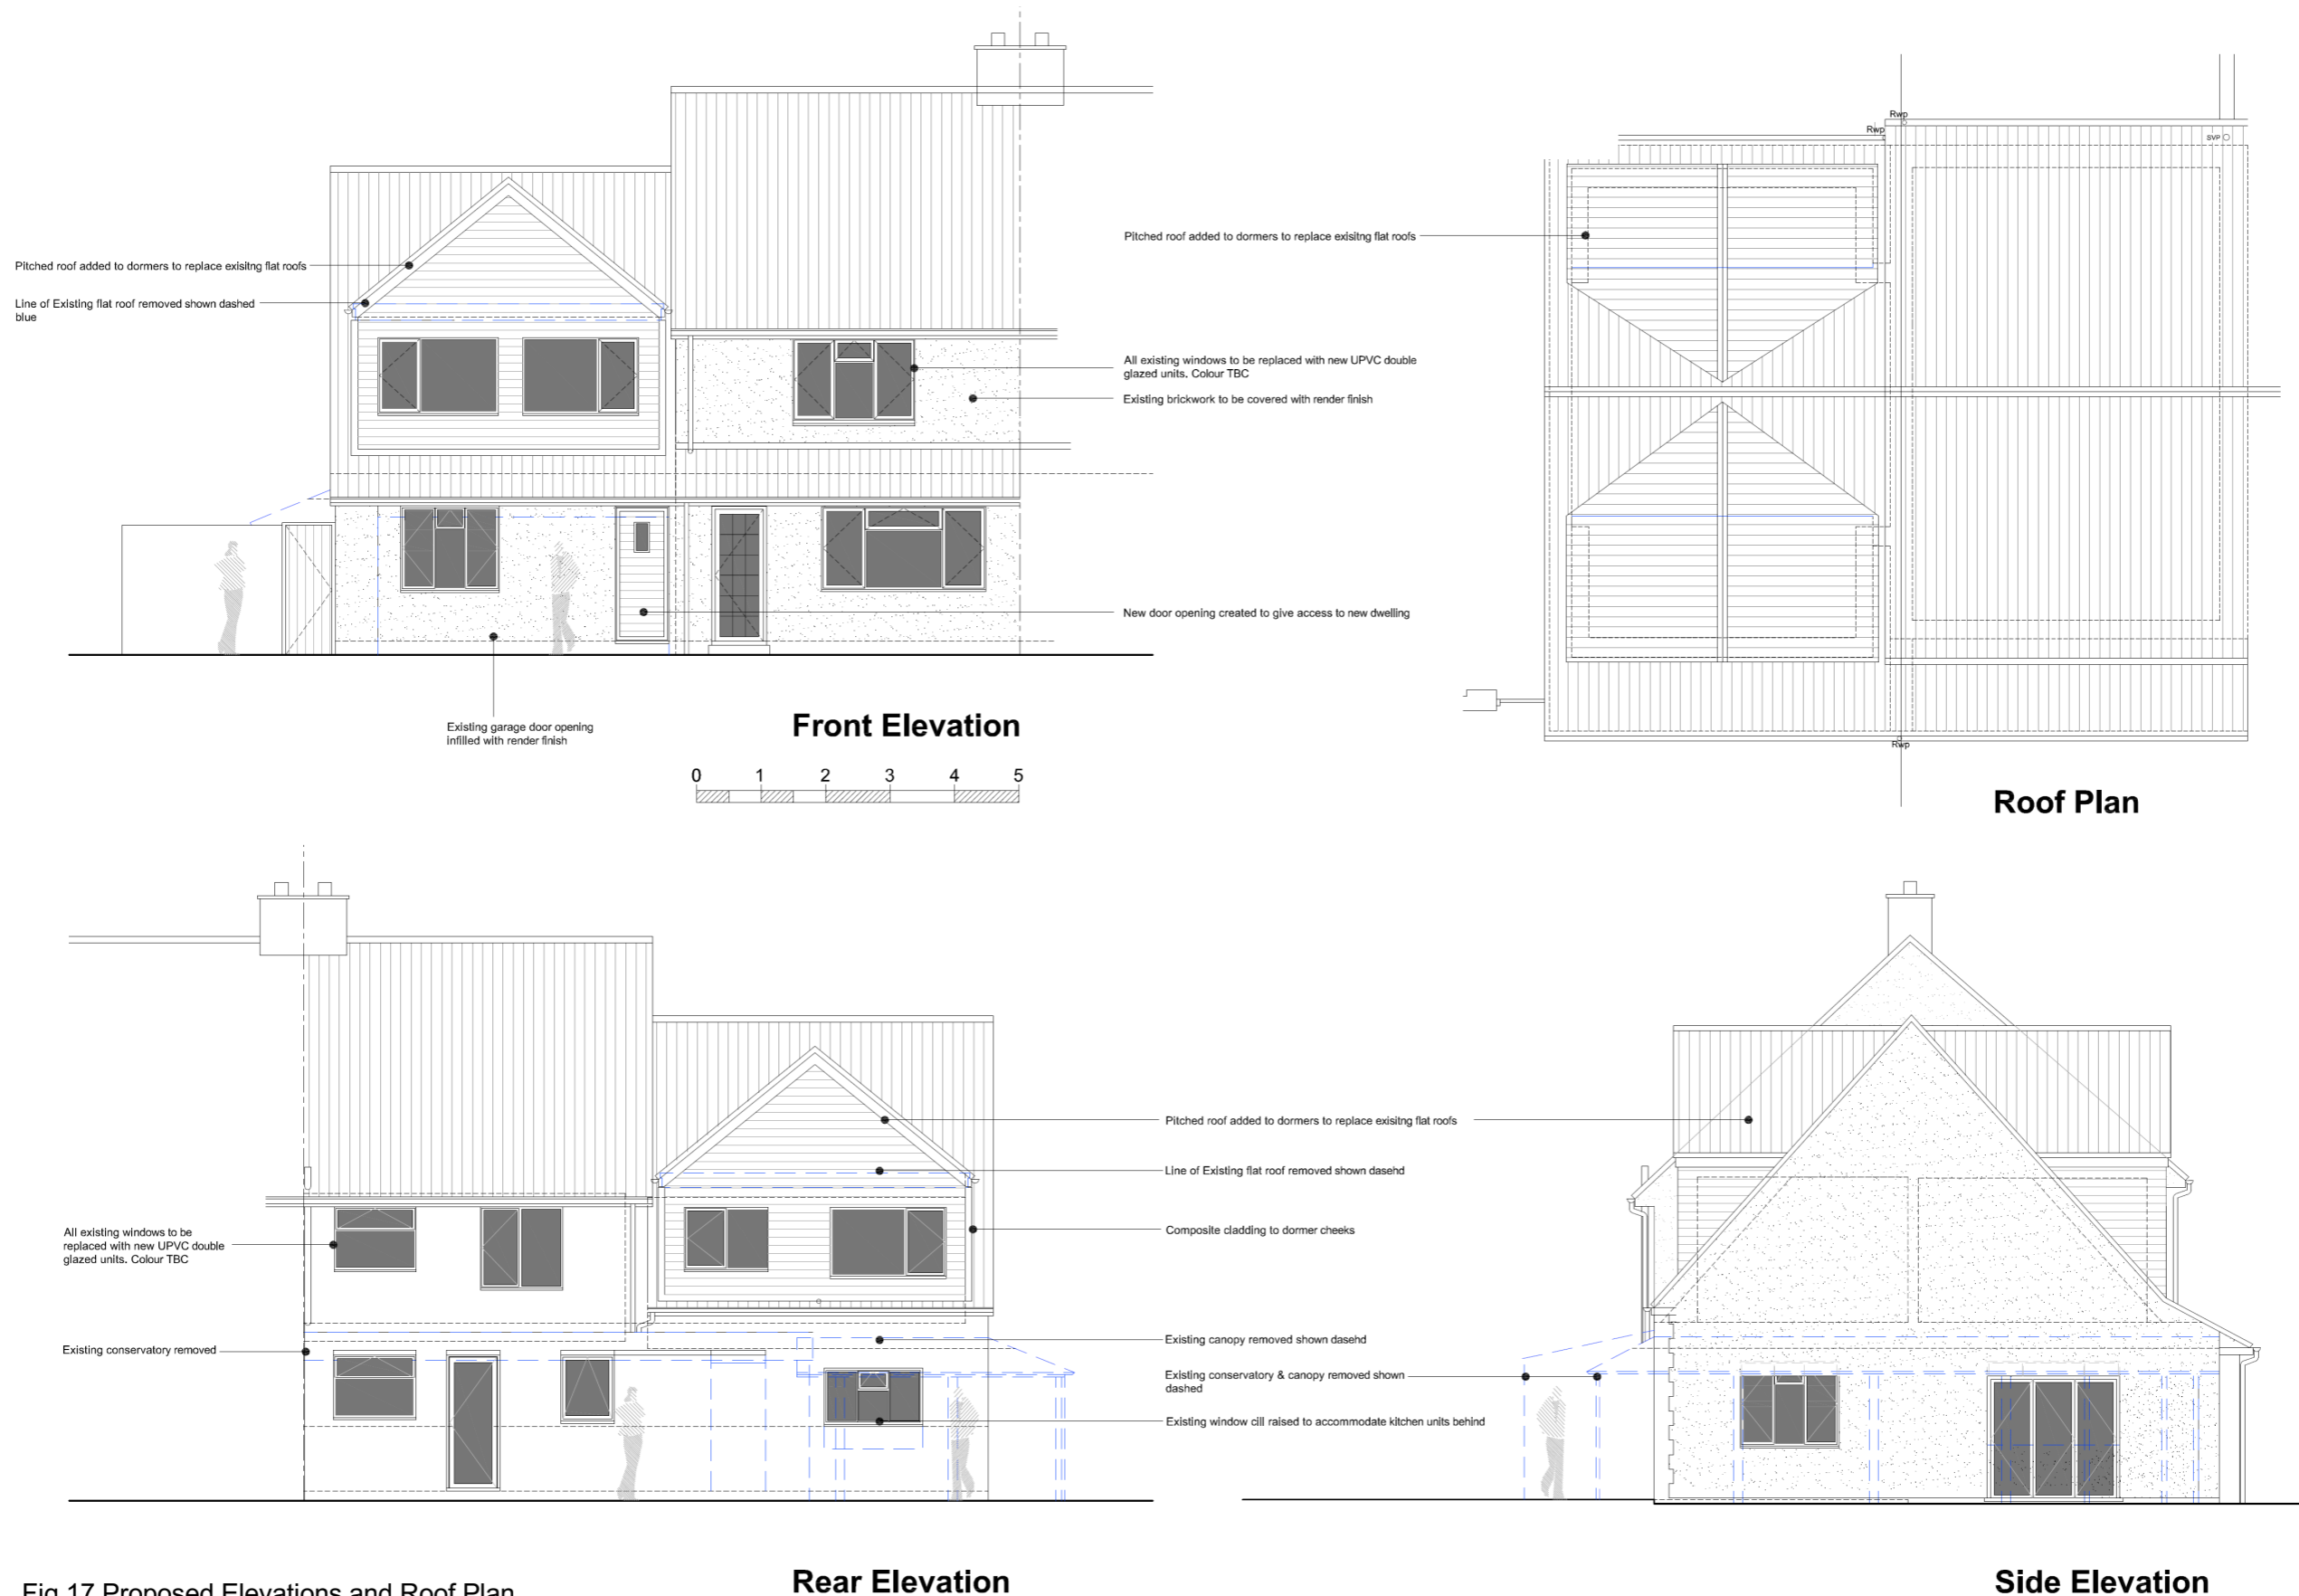 Pitched roof added to dormers to replace exisitng flat roofs
Line of Existing flat roof removed shown dashed
blue
All existing windows to be replaced with new UPVC double
glazed units. Colour TBC
Existing brickwork to be covered with render finish
New door opening created to give access to new dwelling
Existing garage door opening
infilled with render finish
Front Elevation
0 1 2 3 4 5
Pitched roof added to dormers to replace exisitng flat roofs
Rwp
Rwp
SVP
Rwp
Roof Plan
All existing windows to be
replaced with new UPVC double
glazed units. Colour TBC
Existing conservatory removed
Pitched roof added to dormers to replace exisitng flat roofs
Line of Existing flat roof removed shown dasehd
Composite cladding to dormer cheeks
Existing canopy removed shown dasehd
Existing conservatory & canopy removed shown
dashed
Existing window cill raised to accommodate kitchen units behind
Rear Elevation
Side Elevation
Fig 17 Proposed Elevations and Roof Plan